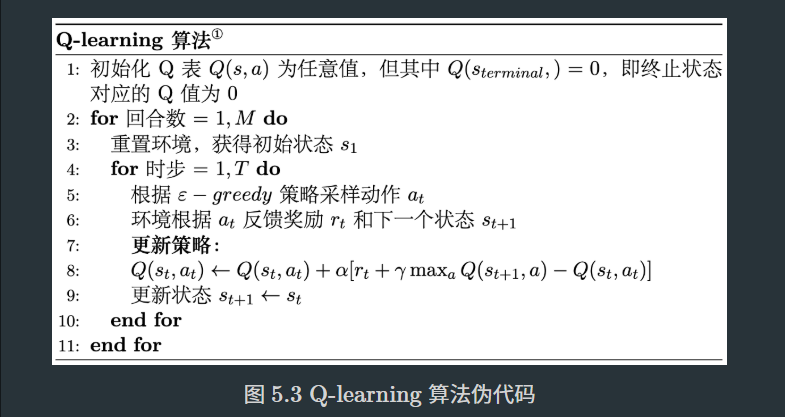 Q-learning 算法①
1: 初始化 Q 表 Q(s, a) 为任意值，但其中 Q(s_{terminal},) = 0，即终止状态
对应的 Q 值为 0
2: for 回合数 = 1, M do
3: 重置环境，获得初始状态 s_1
4: for 时步 = 1, T do
5: 根据 ε − greedy 策略采样动作 a_t
6: 环境根据 a_t 反馈奖励 r_t 和下一个状态 s_{t+1}
7: 更新策略：
8: Q(s_t, a_t) ← Q(s_t, a_t) + α[r_t + γ max_a Q(s_{t+1}, a) − Q(s_t, a_t)]
9: 更新状态 s_{t+1} ← s_t
10: end for
11: end for
图 5.3 Q-learning 算法伪代码